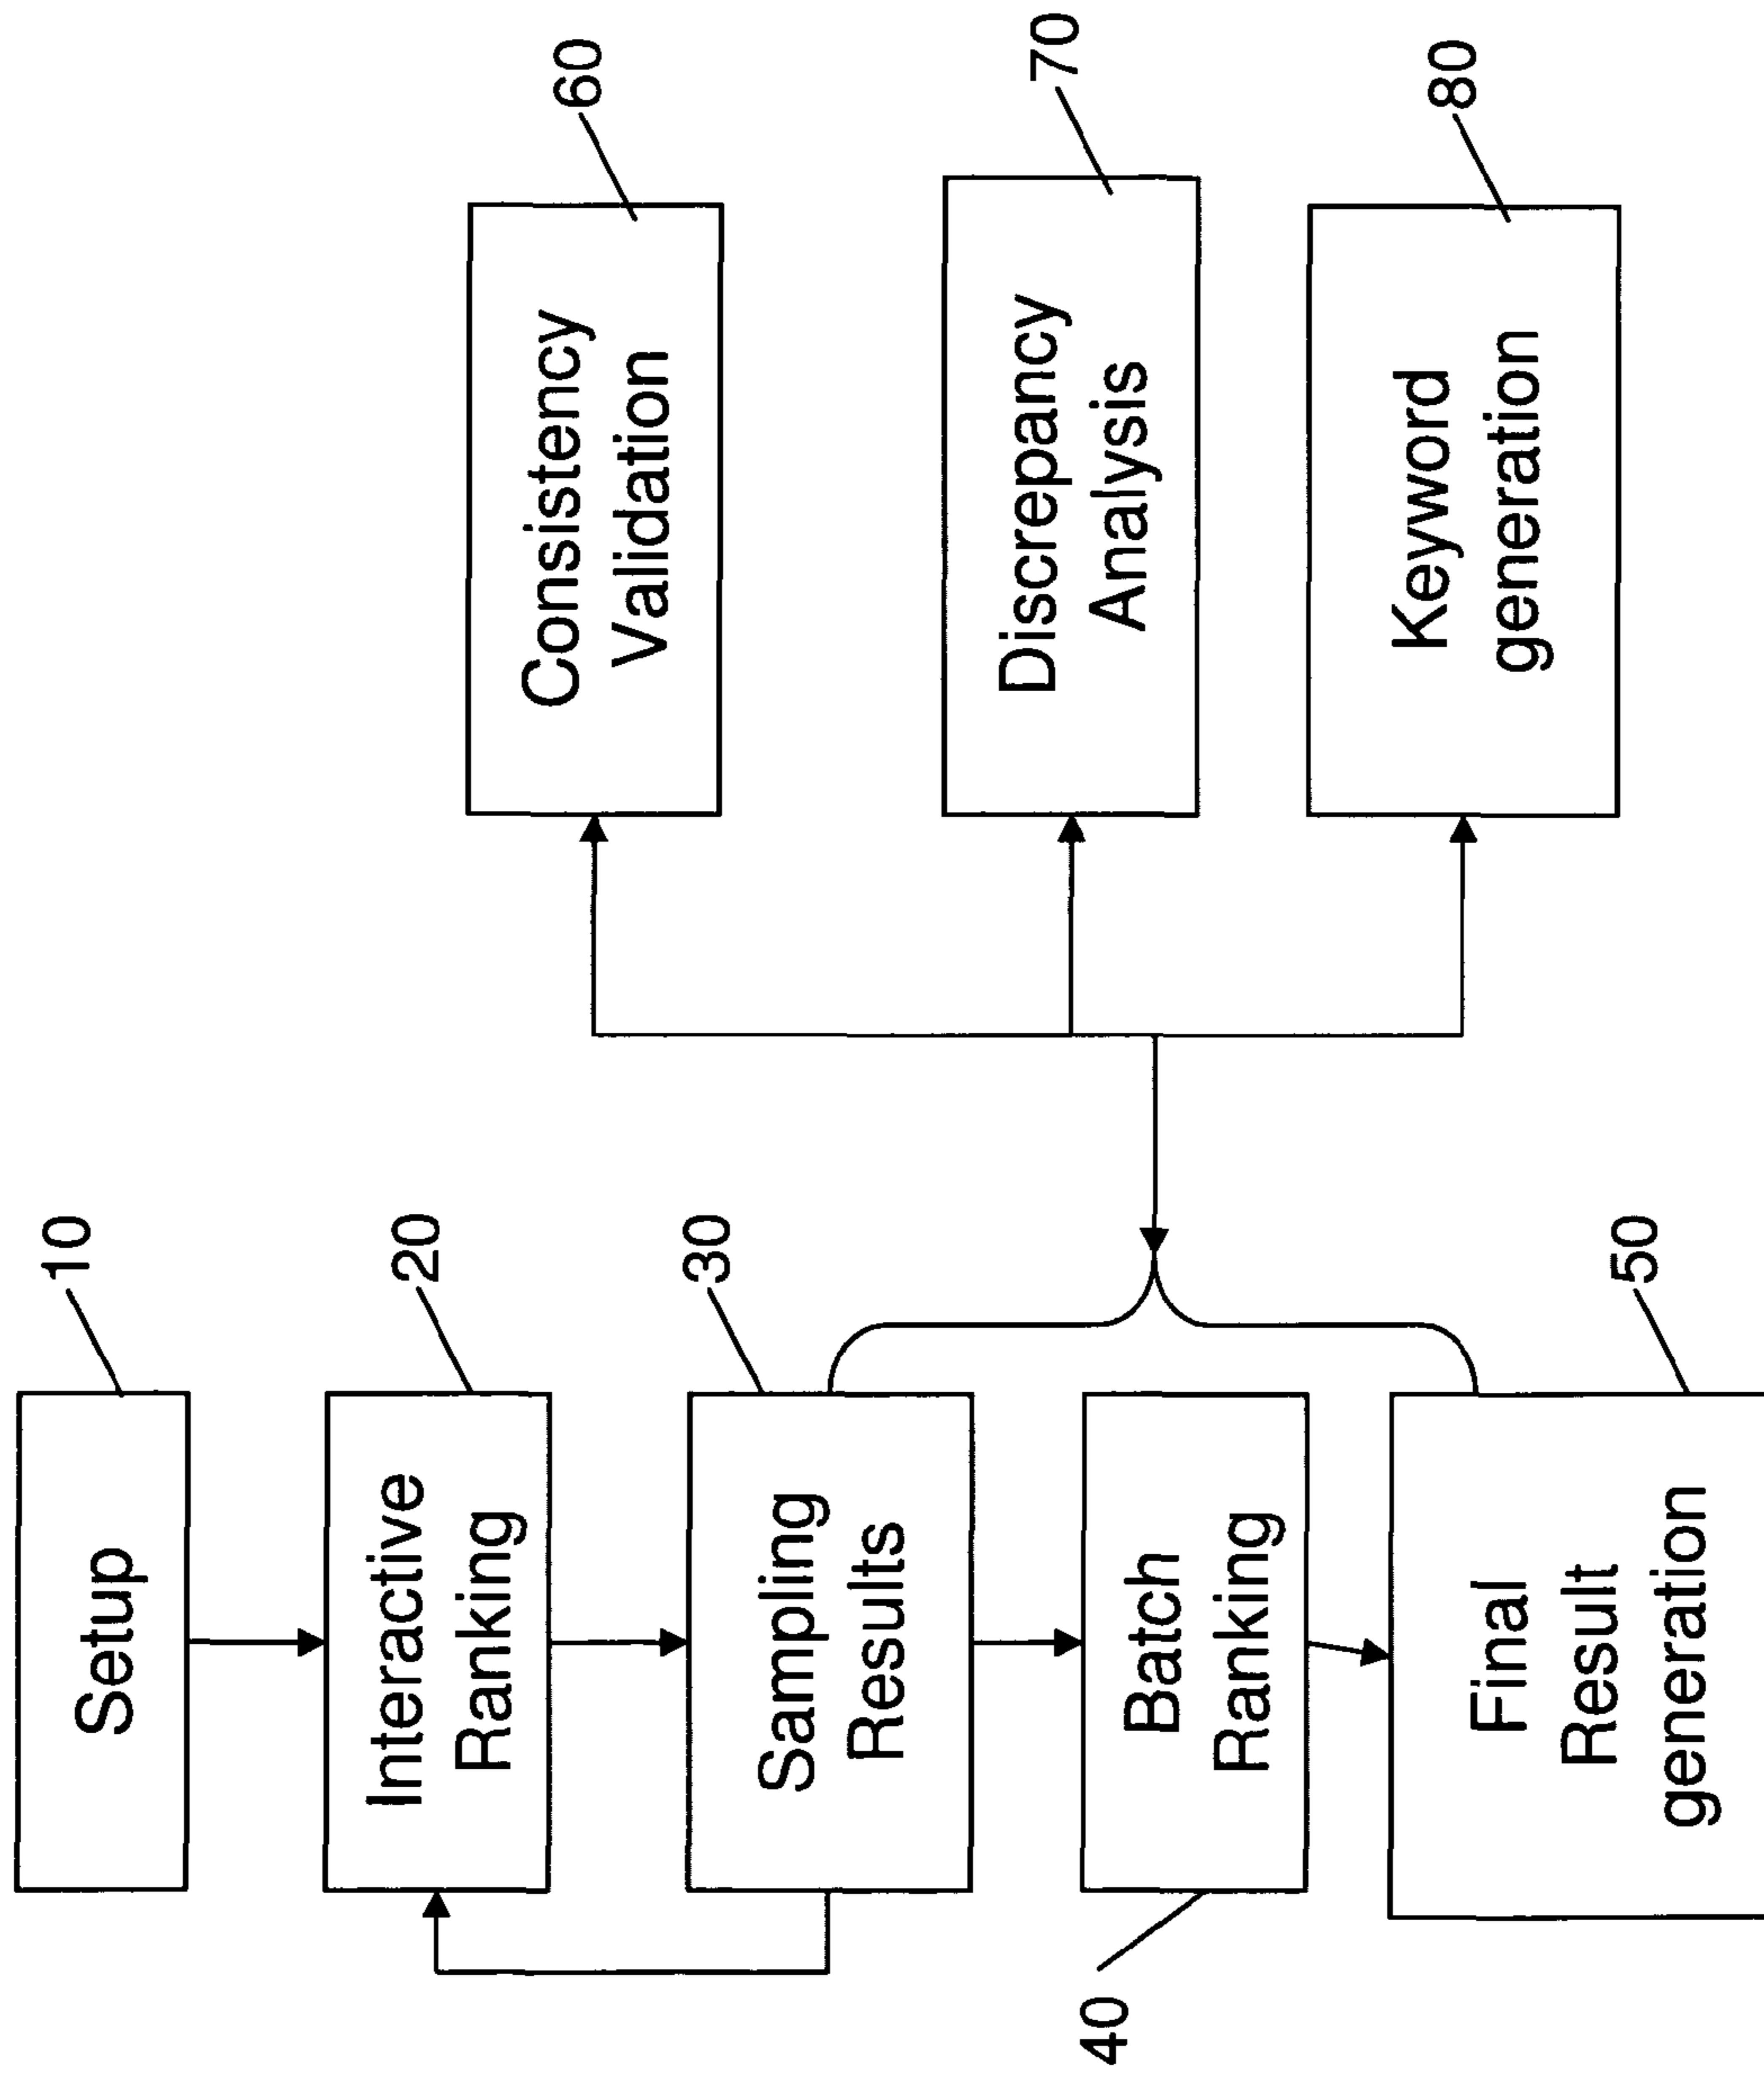 10
Setup
20
Interactive
Ranking
30
Sampling
Results
40
Batch
Ranking
50
Final
Result
generation
60
Consistency
Validation
70
Discrepancy
Analysis
80
Keyword
generation